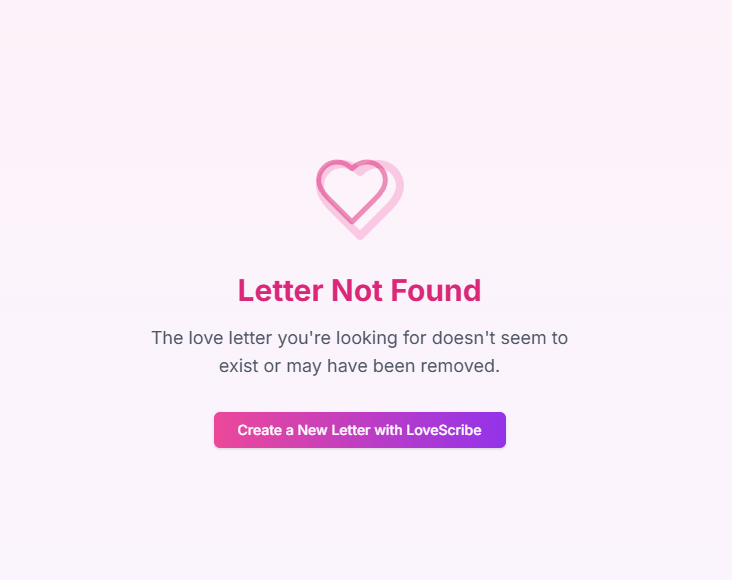 Letter Not Found
The love letter you're looking for doesn't seem to
exist or may have been removed.
Create a New Letter with LoveScribe